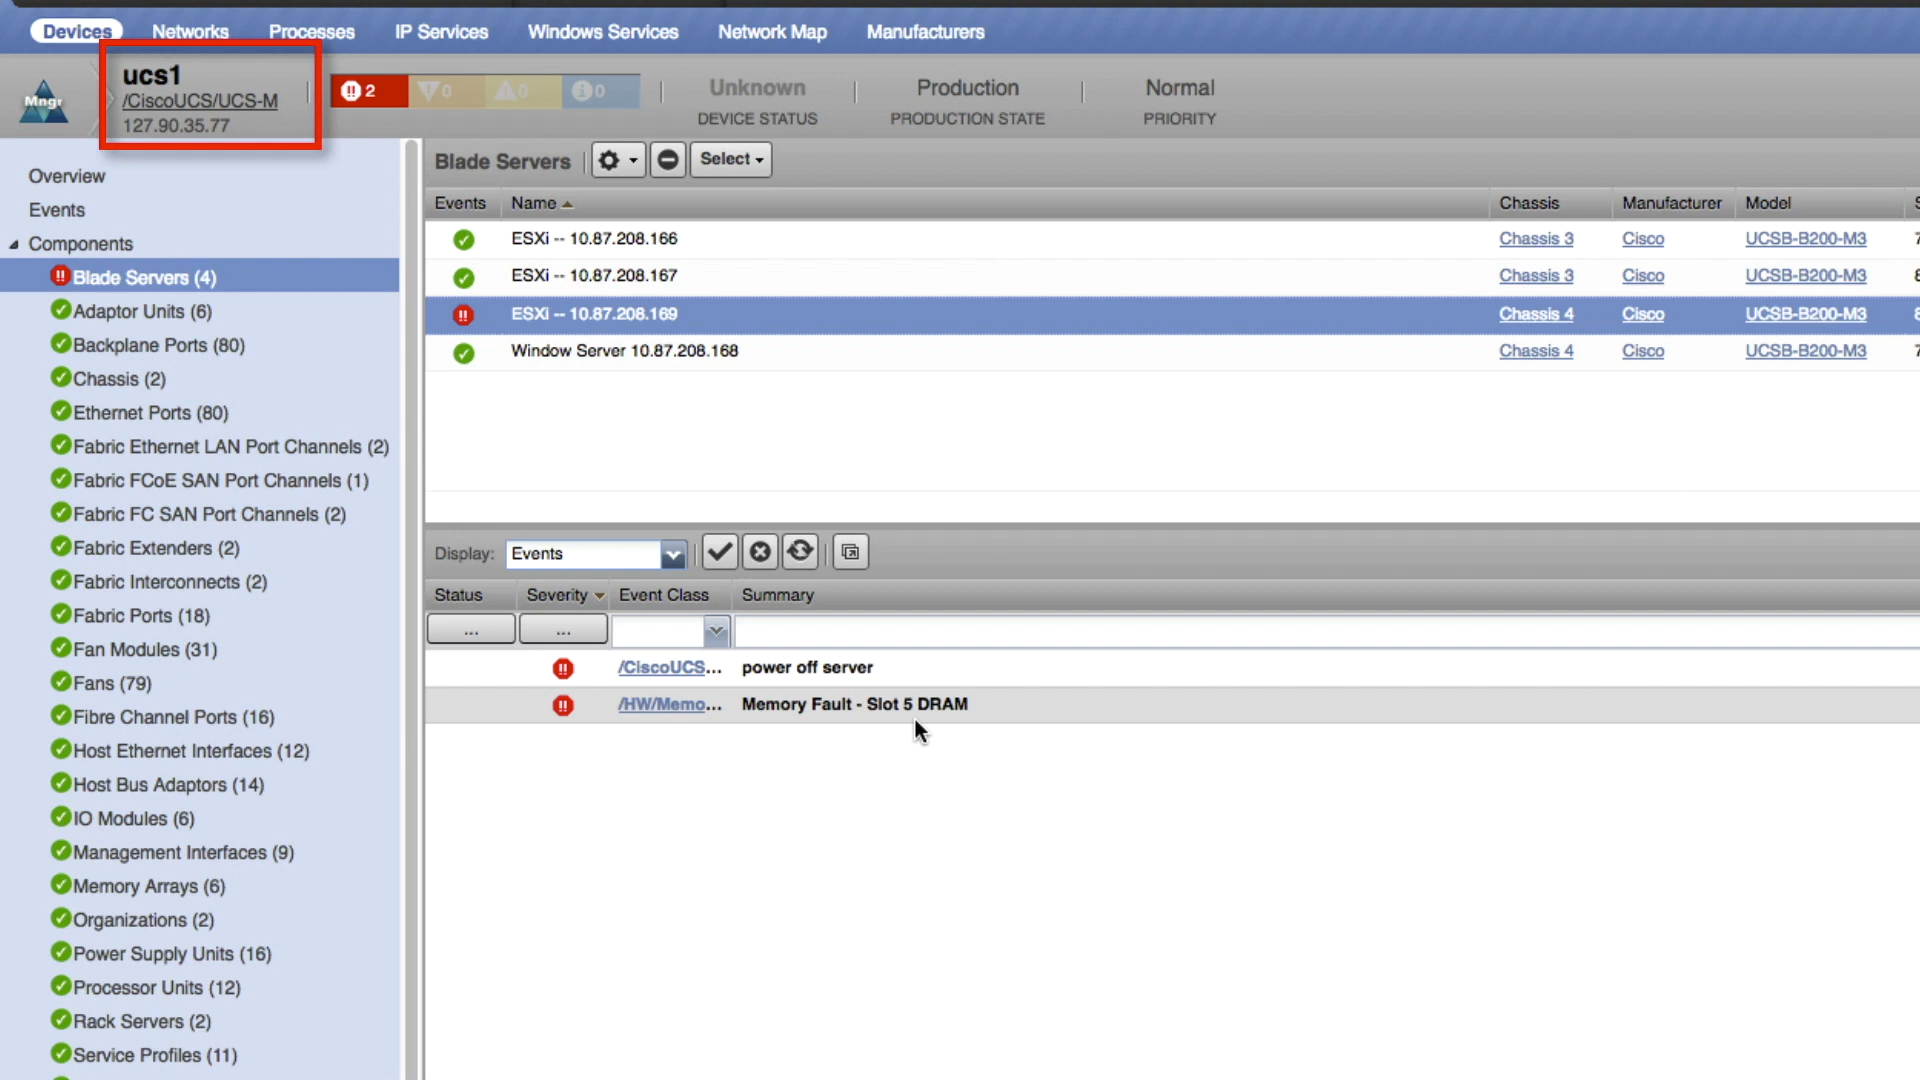 Devices Networks Processes IP Services Windows Services Network Map Manufacturers
Mngr
ucs1
/CiscoUCS/UCS-M
127.90.35.77
2 0 0 0
Unknown
DEVICE STATUS
Production
PRODUCTION STATE
Normal
PRIORITY
Overview
Events
Components
Blade Servers (4)
Adaptor Units (6)
Backplane Ports (80)
Chassis (2)
Ethernet Ports (80)
Fabric Ethernet LAN Port Channels (2)
Fabric FCoE SAN Port Channels (1)
Fabric FC SAN Port Channels (2)
Fabric Extenders (2)
Fabric Interconnects (2)
Fabric Ports (18)
Fan Modules (31)
Fans (79)
Fibre Channel Ports (16)
Host Ethernet Interfaces (12)
Host Bus Adaptors (14)
IO Modules (6)
Management Interfaces (9)
Memory Arrays (6)
Organizations (2)
Power Supply Units (16)
Processor Units (12)
Rack Servers (2)
Service Profiles (11)
Blade Servers Select
Events Name Chassis Manufacturer Model
ESXi -- 10.87.208.166 Chassis 3 Cisco UCSB-B200-M3
ESXi -- 10.87.208.167 Chassis 3 Cisco UCSB-B200-M3
ESXi -- 10.87.208.169 Chassis 4 Cisco UCSB-B200-M3
Window Server 10.87.208.168 Chassis 4 Cisco UCSB-B200-M3
Display: Events
Status Severity Event Class Summary
... ...
/CiscoUCS... power off server
/HW/Memo... Memory Fault - Slot 5 DRAM